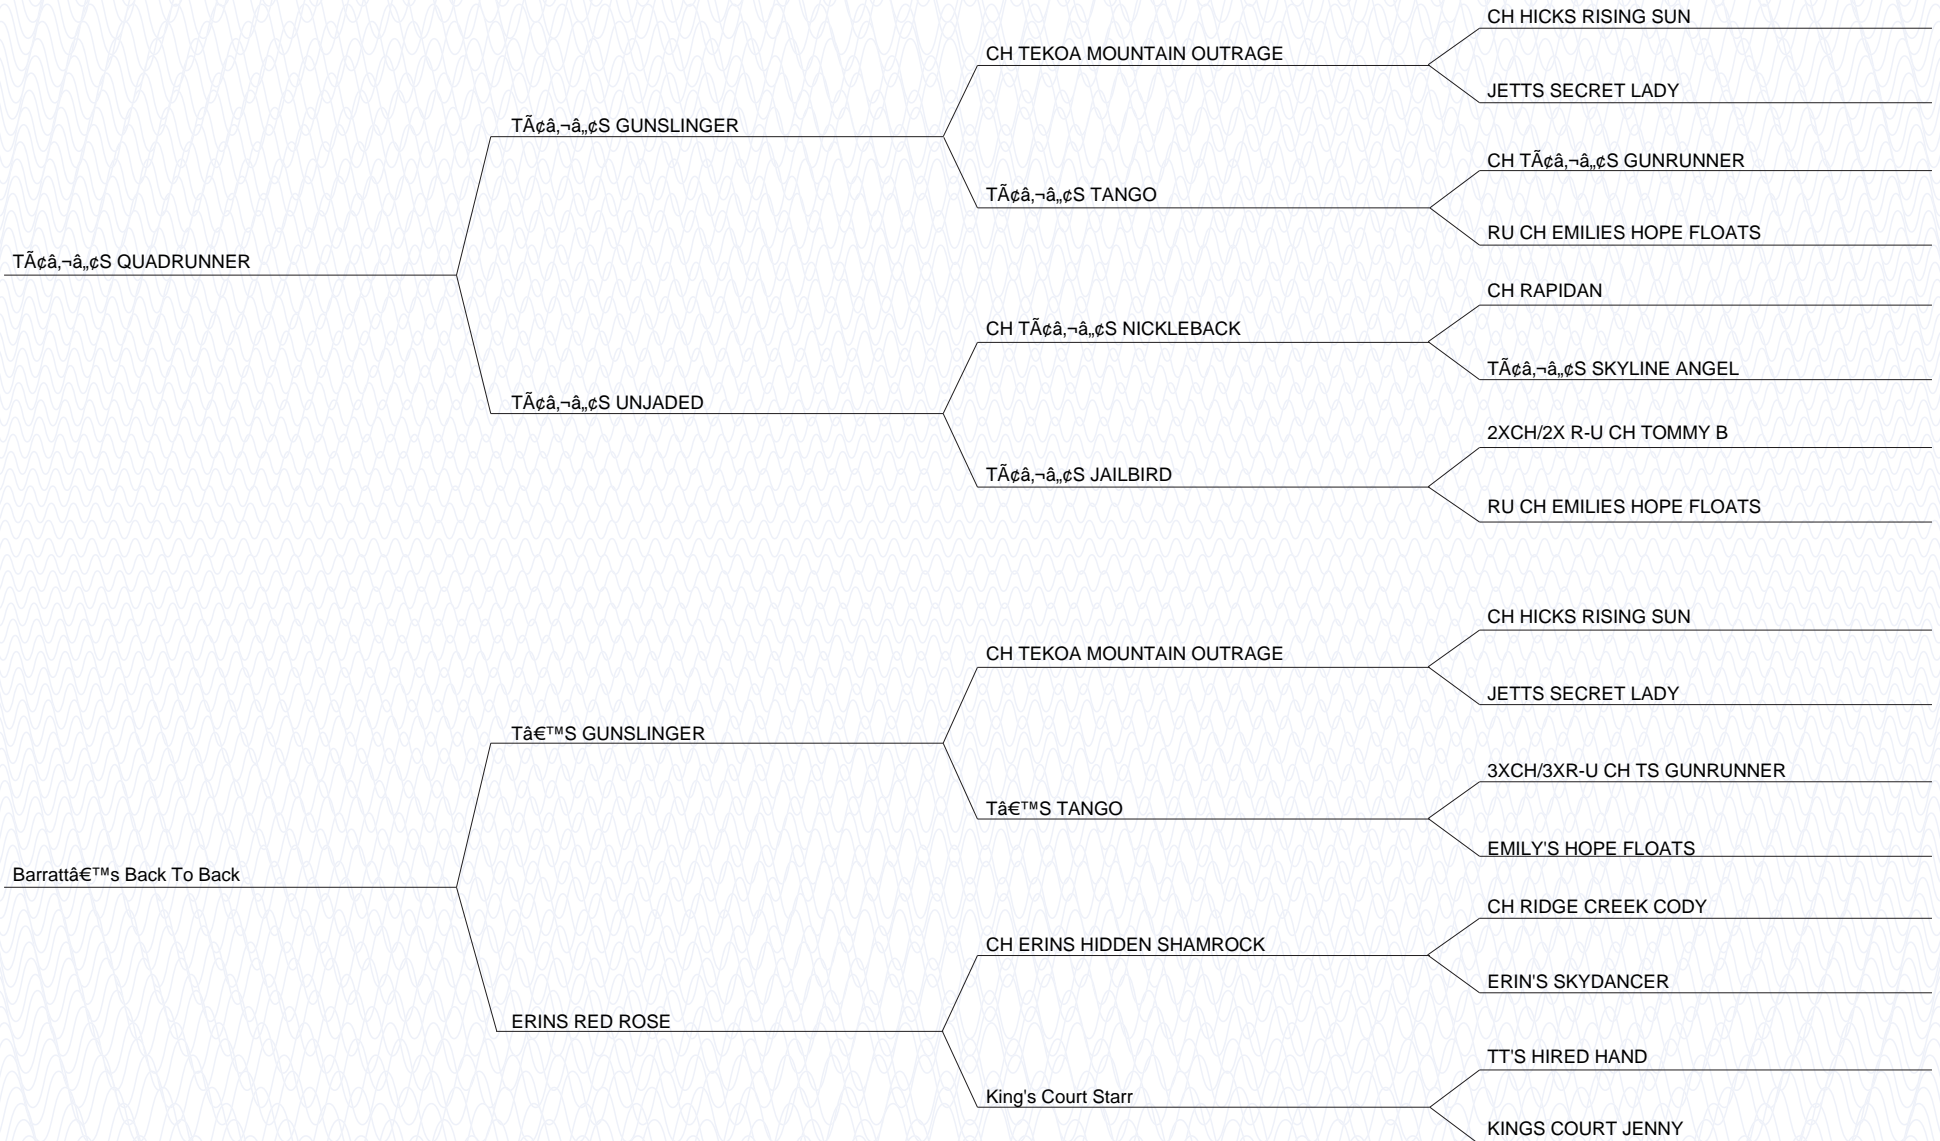 CH HICKS RISING SUN
CH TEKOA MOUNTAIN OUTRAGE
JETTS SECRET LADY
TÃ¢â‚¬â„¢S GUNSLINGER
CH TÃ¢â‚¬â„¢S GUNRUNNER
TÃ¢â‚¬â„¢S TANGO
RU CH EMILIES HOPE FLOATS
TÃ¢â‚¬â„¢S QUADRUNNER
CH RAPIDAN
CH TÃ¢â‚¬â„¢S NICKLEBACK
TÃ¢â‚¬â„¢S SKYLINE ANGEL
TÃ¢â‚¬â„¢S UNJADED
2XCH/2X R-U CH TOMMY B
TÃ¢â‚¬â„¢S JAILBIRD
RU CH EMILIES HOPE FLOATS
CH HICKS RISING SUN
CH TEKOA MOUNTAIN OUTRAGE
JETTS SECRET LADY
Tâ€™S GUNSLINGER
3XCH/3XR-U CH TS GUNRUNNER
Tâ€™S TANGO
EMILY'S HOPE FLOATS
Barrattâ€™s Back To Back
CH RIDGE CREEK CODY
CH ERINS HIDDEN SHAMROCK
ERIN'S SKYDANCER
ERINS RED ROSE
TT'S HIRED HAND
King's Court Starr
KINGS COURT JENNY